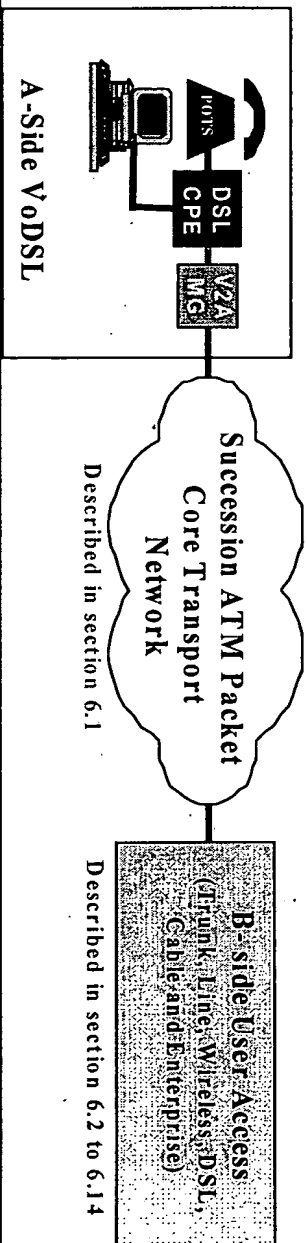 POTS
DSL
CPE
V2A
MG
A-Side VoDSL
Succession ATM Packet
Core Transport
Network
Described in section 6.1
B-side User Access
(Trunk, Line, Wireless, DSL,
Cable and Enterprise)
Described in section 6.2 to 6.14